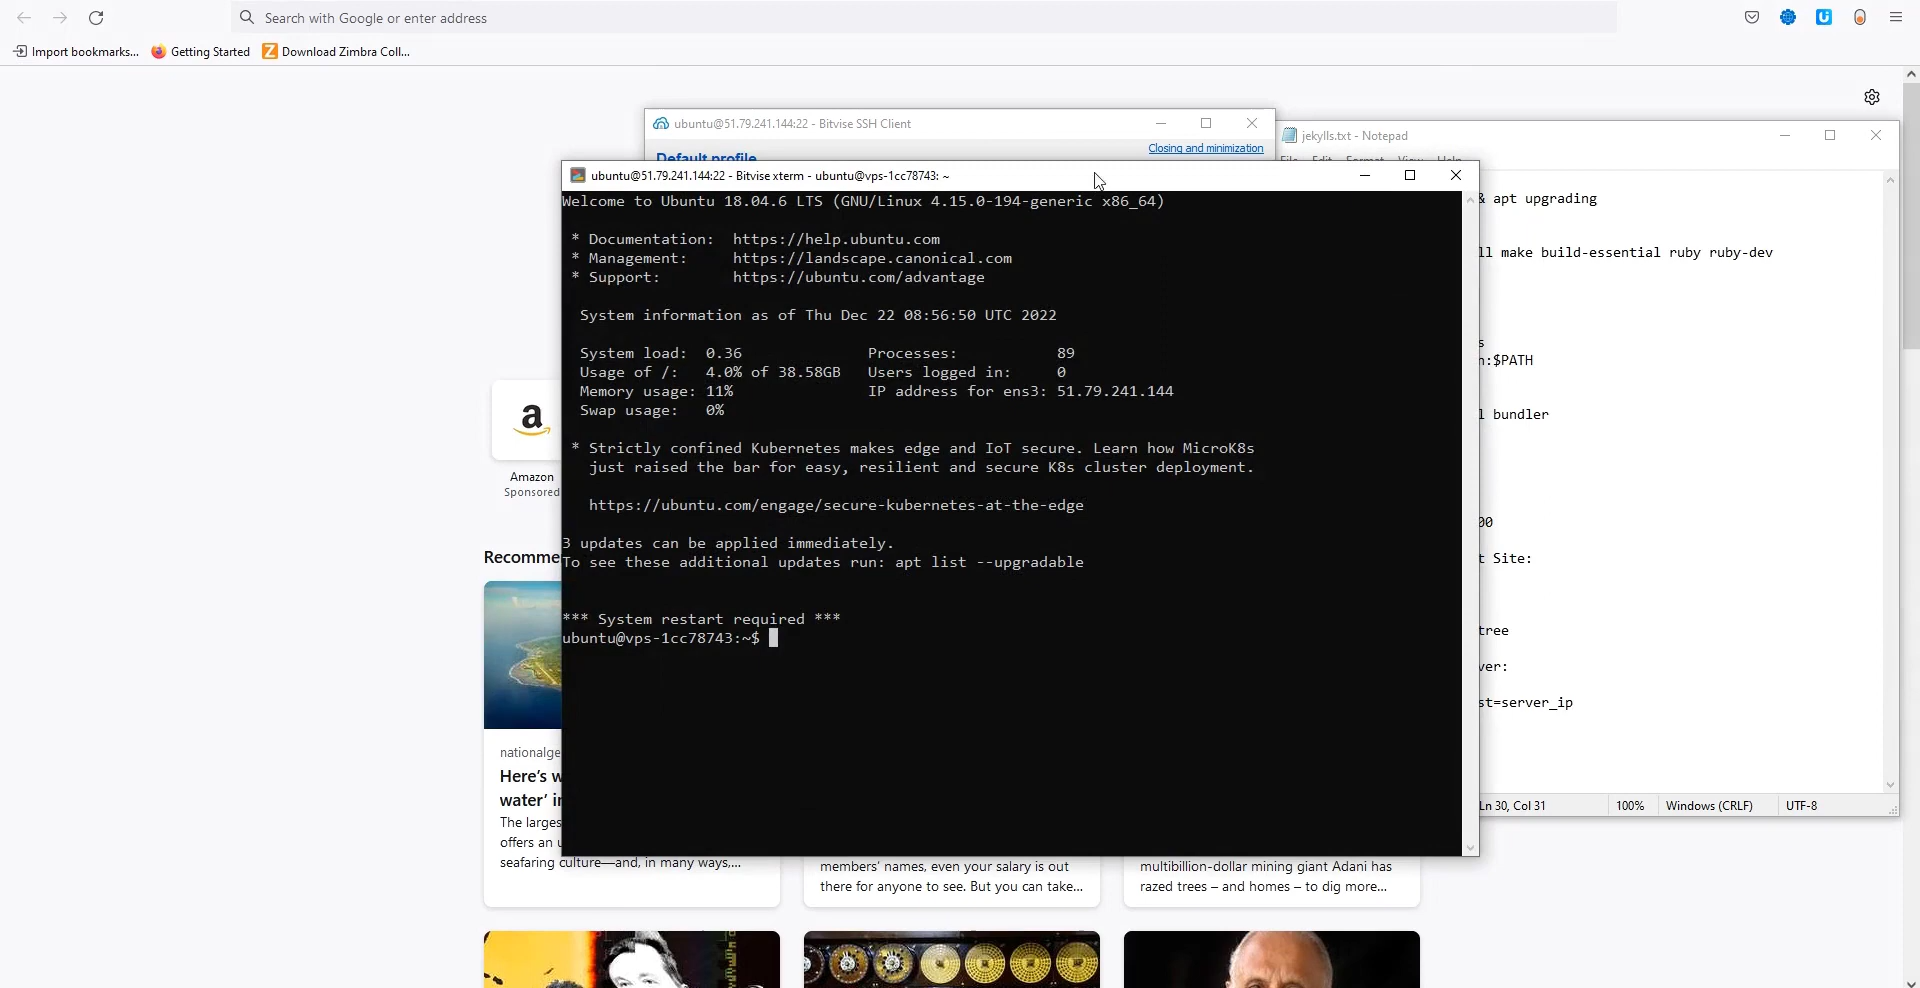 Search with Google or enter address
Import bookmarks...
Getting Started
Download Zimbra Coll...
ubuntu@51.79.241.144:22 - Bitvise SSH Client
Default profile
Closing and minimization
jekylls.txt - Notepad
File Edit Format View Help
ubuntu@51.79.241.144:22 - Bitvise xterm - ubuntu@vps-1cc78743: ~
Welcome to Ubuntu 18.04.6 LTS (GNU/Linux 4.15.0-194-generic x86_64)
* Documentation: https://help.ubuntu.com
* Management: https://landscape.canonical.com
* Support: https://ubuntu.com/advantage
System information as of Thu Dec 22 08:56:50 UTC 2022
System load: 0.36 Processes: 89
Usage of /: 4.0% of 38.58GB Users logged in: 0
Memory usage: 11% IP address for ens3: 51.79.241.144
Swap usage: 0%
* Strictly confined Kubernetes makes edge and IoT secure. Learn how MicroK8s
just raised the bar for easy, resilient and secure K8s cluster deployment.
https://ubuntu.com/engage/secure-kubernetes-at-the-edge
3 updates can be applied immediately.
To see these additional updates run: apt list --upgradable
*** System restart required ***
ubuntu@vps-1cc78743:~$
& apt upgrading
ll make build-essential ruby ruby-dev
s
n:$PATH
l bundler
00
t Site:
tree
ver:
st=server_ip
Ln 30, Col 31
100%
Windows (CRLF)
UTF-8
a
Amazon
Sponsored
Recomme
nationalge
Here's w
water' in
The larges
offers an u
seafaring culture—and, in many ways,...
members' names, even your salary is out
there for anyone to see. But you can take...
multibillion-dollar mining giant Adani has
razed trees – and homes – to dig more...